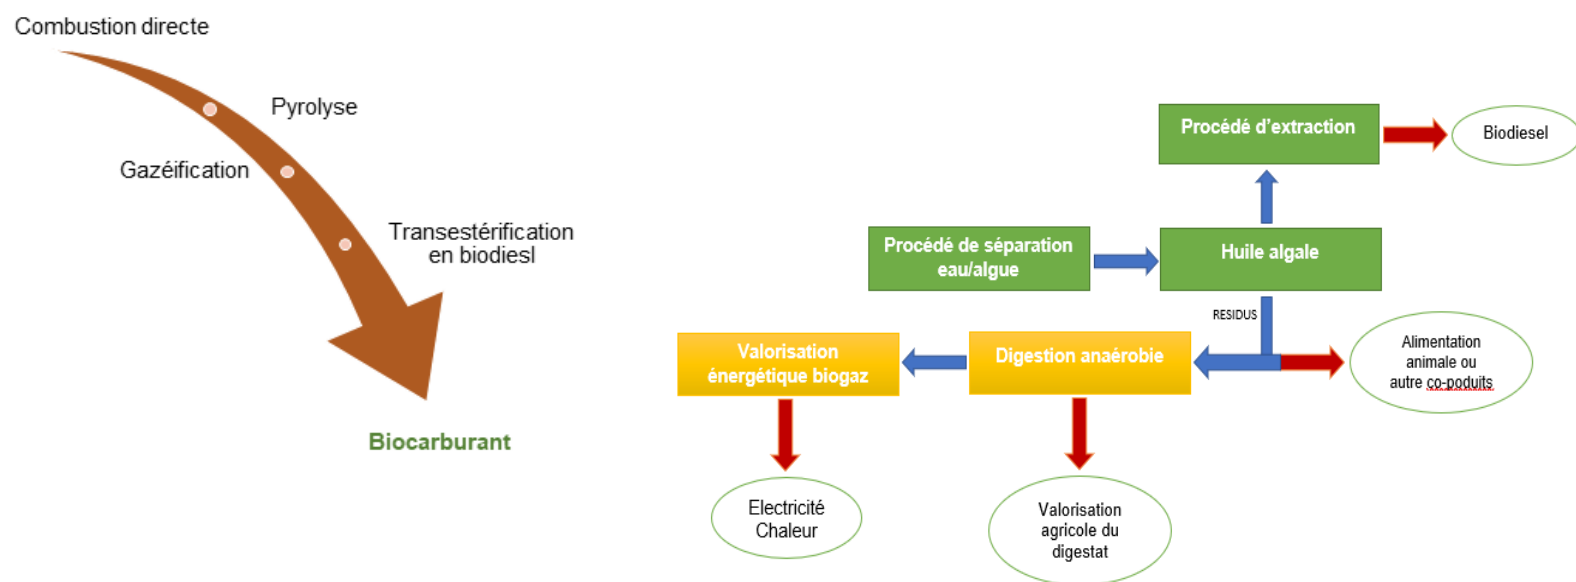 Combustion directe
Pyrolyse
Gazéification
Transestérification
en biodiesl
Biocarburant
Procédé d'extraction
Biodiesel
Procédé de séparation
eau/algue
Huile algale
RESIDUS
Valorisation
énergétique biogaz
Digestion anaérobie
Alimentation
animale ou
autre co-poduits
Electricité
Chaleur
Valorisation
agricole du
digestat